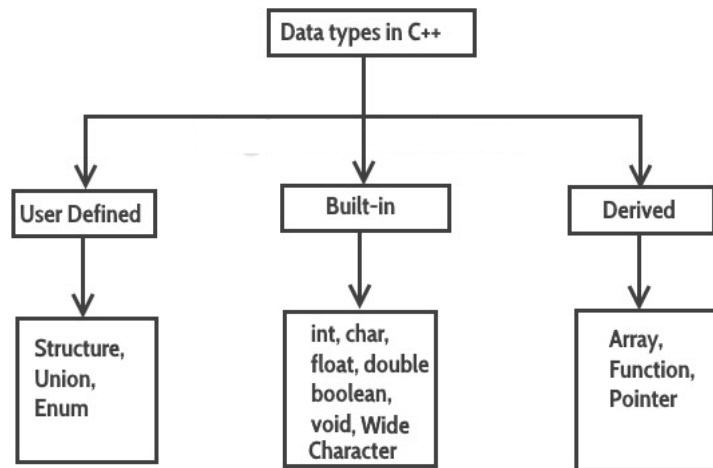 Data types in C++
User Defined
Built-in
Derived
Structure,
Union,
Enum
int, char,
float, double
boolean,
void, Wide
Character
Array,
Function,
Pointer